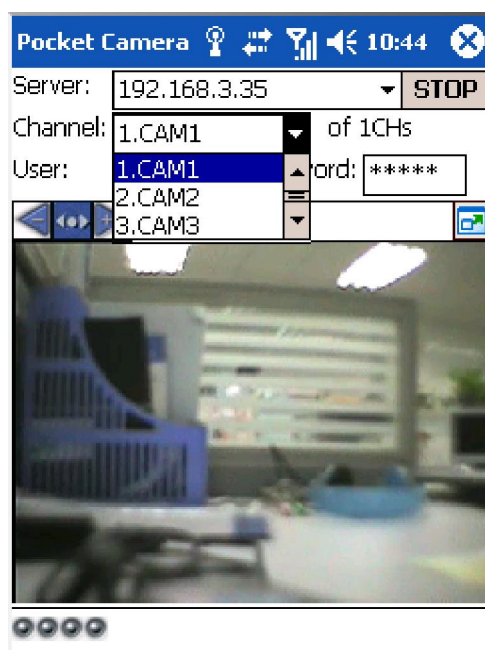 Pocket Camera 10:44
Server: 192.168.3.35 STOP
Channel: 1.CAM1 of 1CHs
User: ord: *****
1.CAM1
2.CAM2
3.CAM3